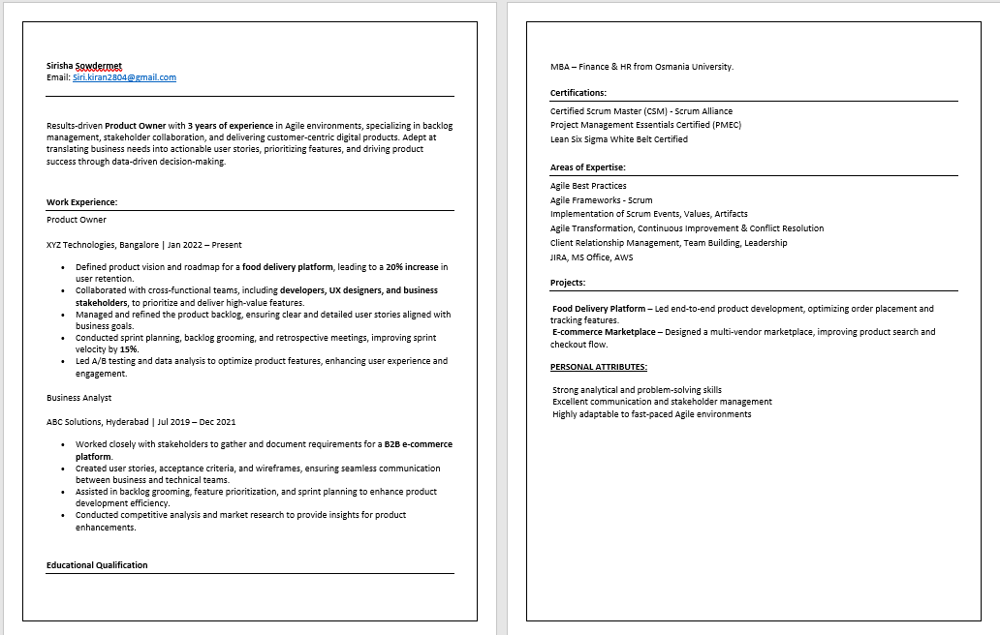 Sirisha Sowdermet
Email: Siri.kiran2804@gmail.com
Results-driven Product Owner with 3 years of experience in Agile environments, specializing in backlog
management, stakeholder collaboration, and delivering customer-centric digital products. Adept at
translating business needs into actionable user stories, prioritizing features, and driving product
success through data-driven decision-making.
Work Experience:
Product Owner
XYZ Technologies, Bangalore | Jan 2022 – Present
• Defined product vision and roadmap for a food delivery platform, leading to a 20% increase in
user retention.
• Collaborated with cross-functional teams, including developers, UX designers, and business
stakeholders, to prioritize and deliver high-value features.
• Managed and refined the product backlog, ensuring clear and detailed user stories aligned with
business goals.
• Conducted sprint planning, backlog grooming, and retrospective meetings, improving sprint
velocity by 15%.
• Led A/B testing and data analysis to optimize product features, enhancing user experience and
engagement.
Business Analyst
ABC Solutions, Hyderabad | Jul 2019 – Dec 2021
• Worked closely with stakeholders to gather and document requirements for a B2B e-commerce
platform.
• Created user stories, acceptance criteria, and wireframes, ensuring seamless communication
between business and technical teams.
• Assisted in backlog grooming, feature prioritization, and sprint planning to enhance product
development efficiency.
• Conducted competitive analysis and market research to provide insights for product
enhancements.
Educational Qualification
MBA – Finance & HR from Osmania University.
Certifications:
Certified Scrum Master (CSM) - Scrum Alliance
Project Management Essentials Certified (PMEC)
Lean Six Sigma White Belt Certified
Areas of Expertise:
Agile Best Practices
Agile Frameworks - Scrum
Implementation of Scrum Events, Values, Artifacts
Agile Transformation, Continuous Improvement & Conflict Resolution
Client Relationship Management, Team Building, Leadership
JIRA, MS Office, AWS
Projects:
Food Delivery Platform – Led end-to-end product development, optimizing order placement and
tracking features.
E-commerce Marketplace – Designed a multi-vendor marketplace, improving product search and
checkout flow.
PERSONAL ATTRIBUTES:
Strong analytical and problem-solving skills
Excellent communication and stakeholder management
Highly adaptable to fast-paced Agile environments